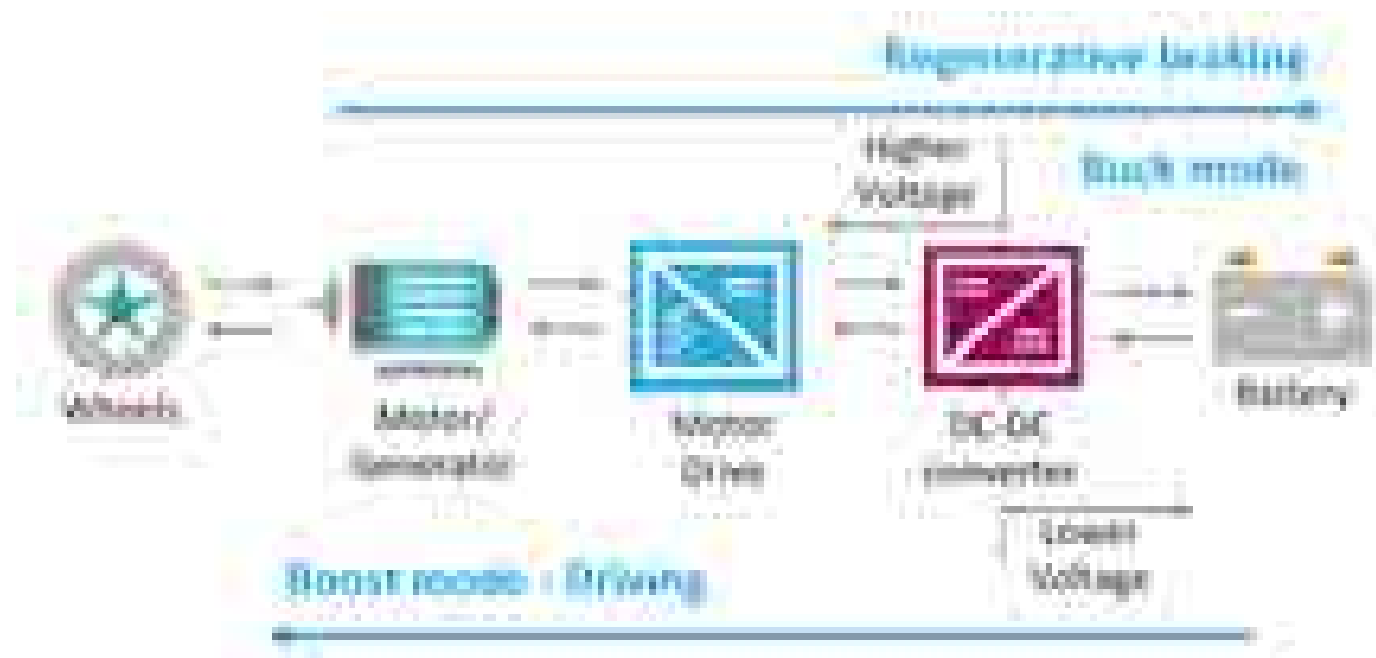 Regenerative braking
Higher
Voltage
Buck mode
Wheels
Motor/
Generator
Motor
Drive
DC-DC
converter
Battery
Lower
Voltage
Boost mode - Driving